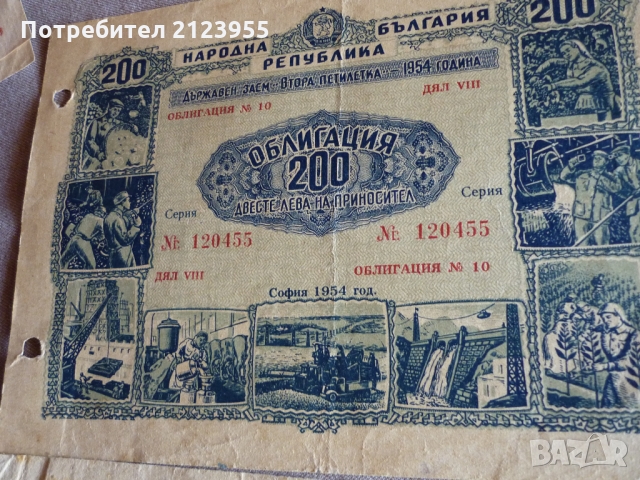 Потребител 2123955
200 НАРОДНА РЕПУБЛИКА БЪЛГАРИЯ 200
ДЪРЖАВЕН ЗАЕМ "ВТОРА ПЕТИЛЕТКА" - 1954 ГОДИНА
ОБЛИГАЦИЯ № 10
ДЯЛ VIII
ОБЛИГАЦИЯ
200
ДВЕСТЕ ЛЕВА НА ПРИНОСИТЕЛ
Серия
Серия
№ 120455
№ 120455
ДЯЛ VIII
ОБЛИГАЦИЯ № 10
София 1954 год.
200
200
BAZAR